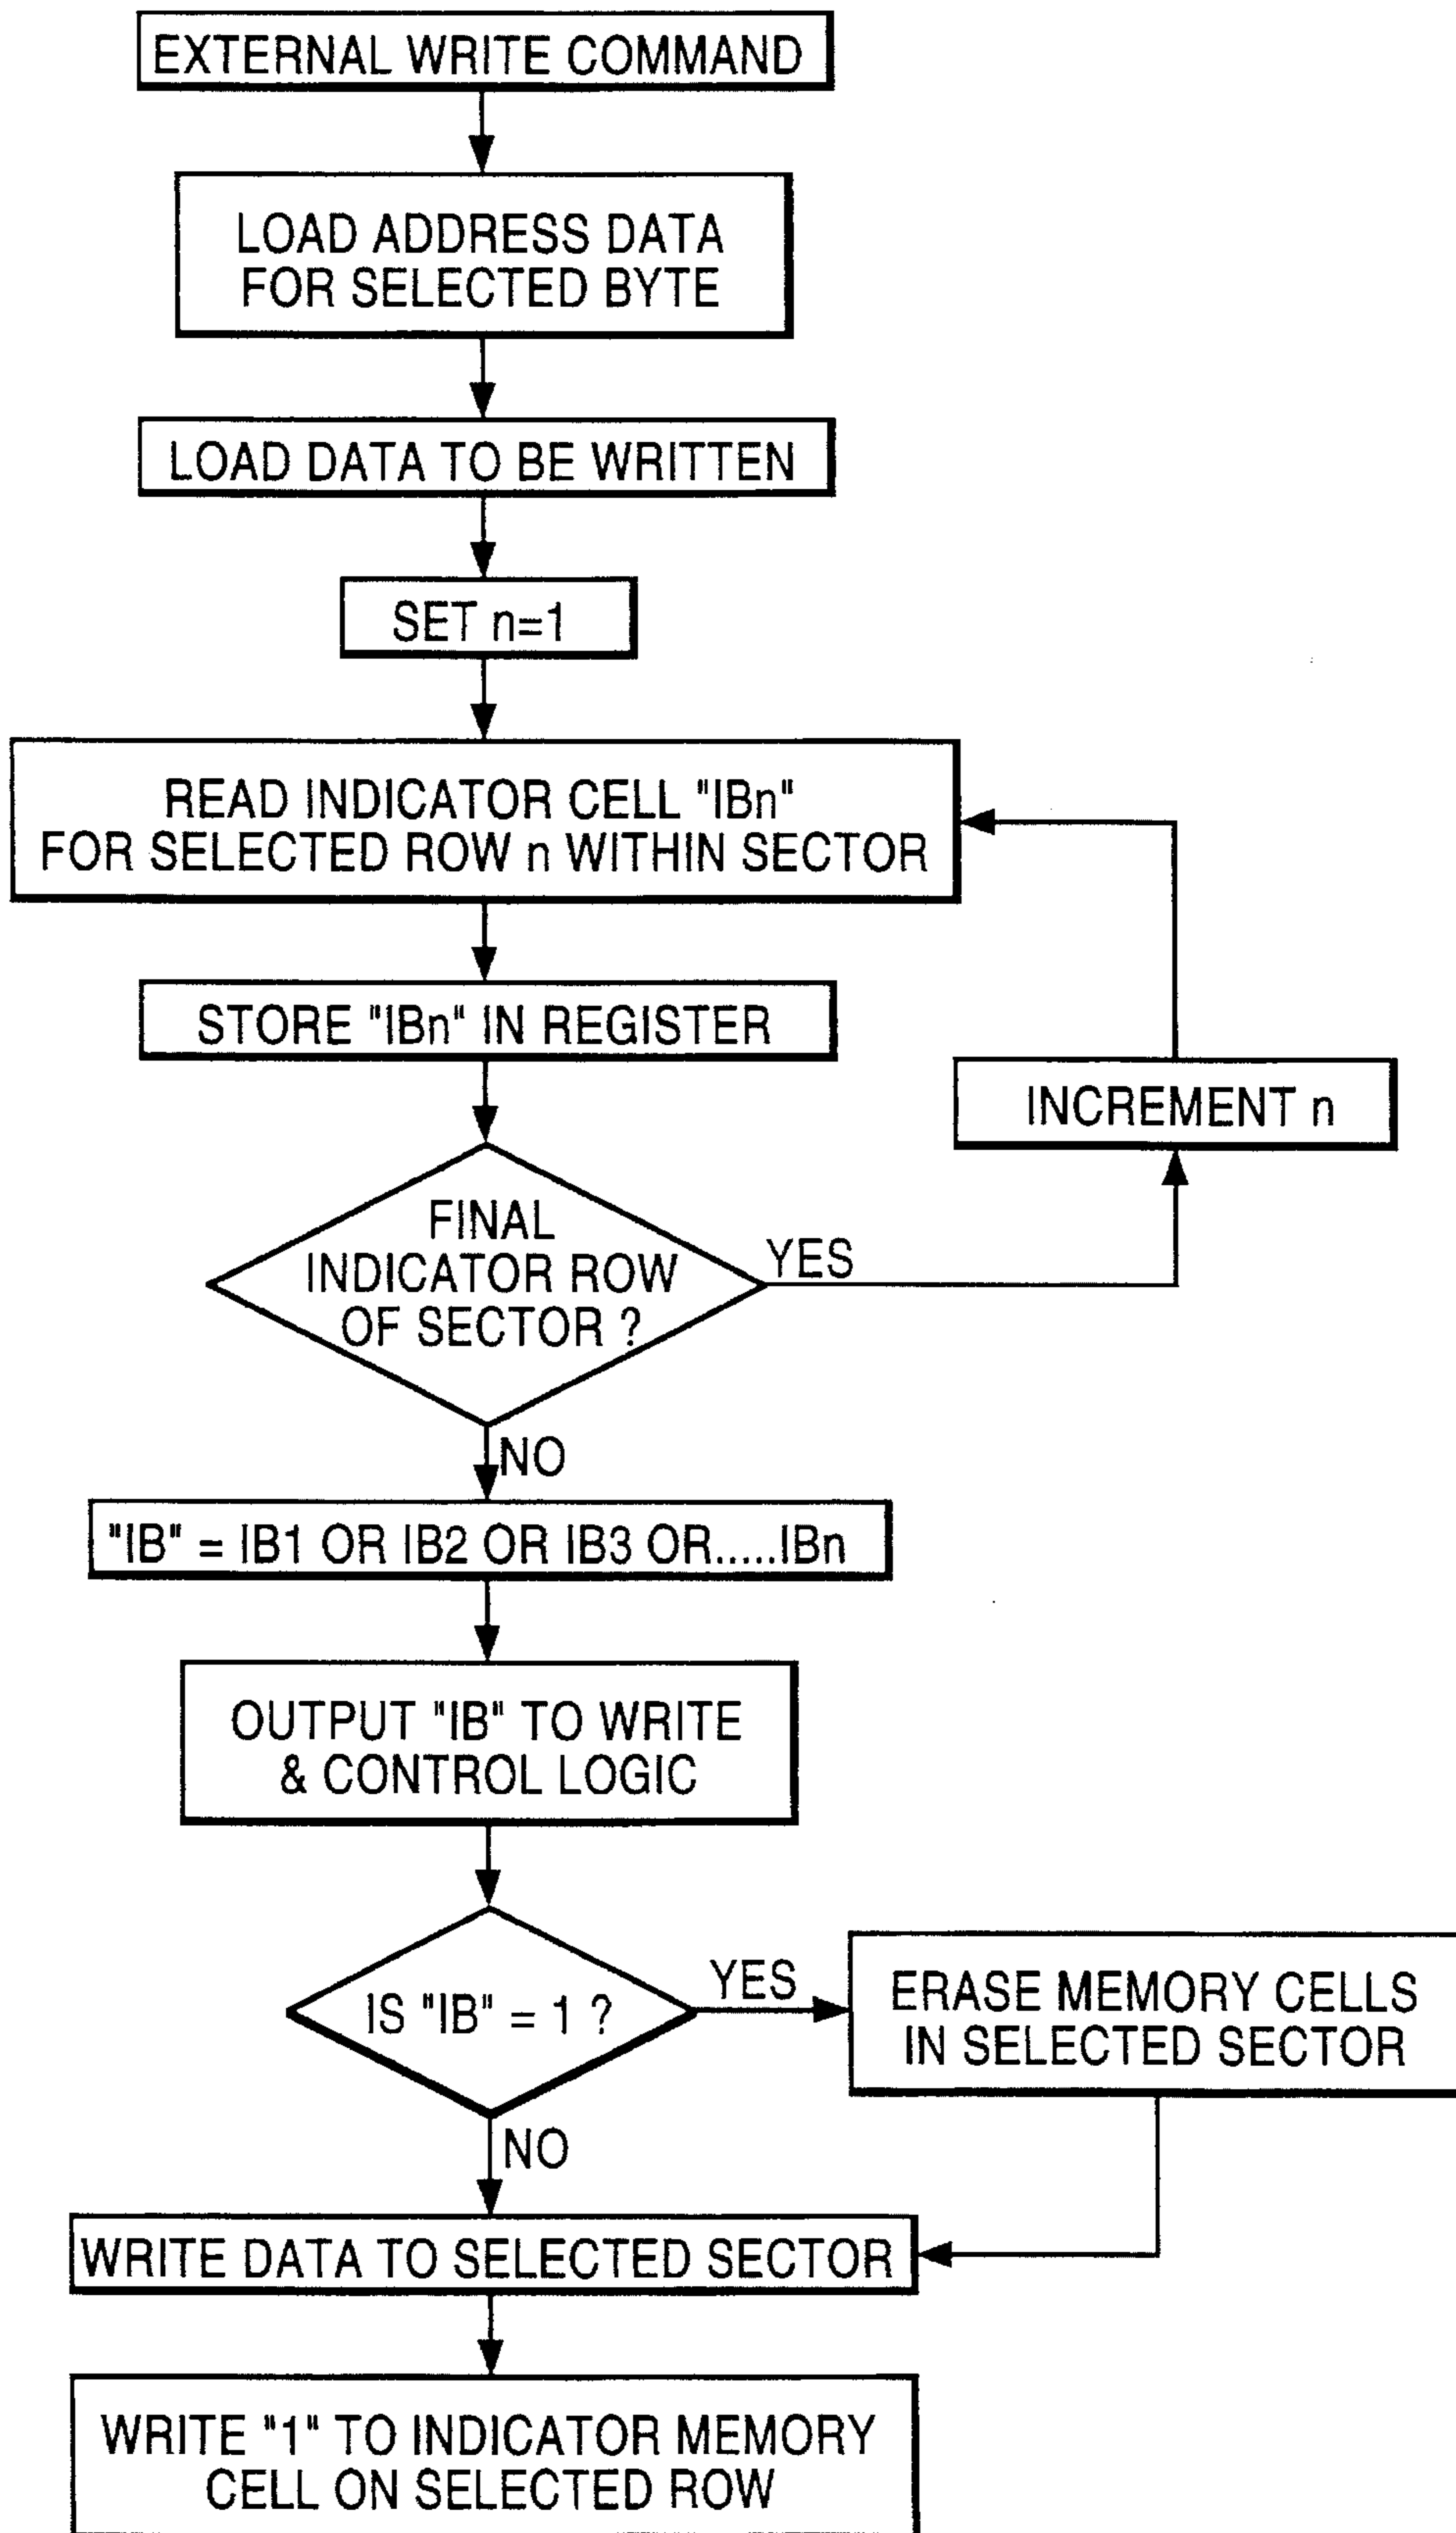 EXTERNAL WRITE COMMAND
LOAD ADDRESS DATA
FOR SELECTED BYTE
LOAD DATA TO BE WRITTEN
SET n=1
READ INDICATOR CELL "IBn"
FOR SELECTED ROW n WITHIN SECTOR
STORE "IBn" IN REGISTER
INCREMENT n
FINAL
INDICATOR ROW
OF SECTOR ?
YES
NO
"IB" = IB1 OR IB2 OR IB3 OR.....IBn
OUTPUT "IB" TO WRITE
& CONTROL LOGIC
IS "IB" = 1 ?
YES
ERASE MEMORY CELLS
IN SELECTED SECTOR
NO
WRITE DATA TO SELECTED SECTOR
WRITE "1" TO INDICATOR MEMORY
CELL ON SELECTED ROW